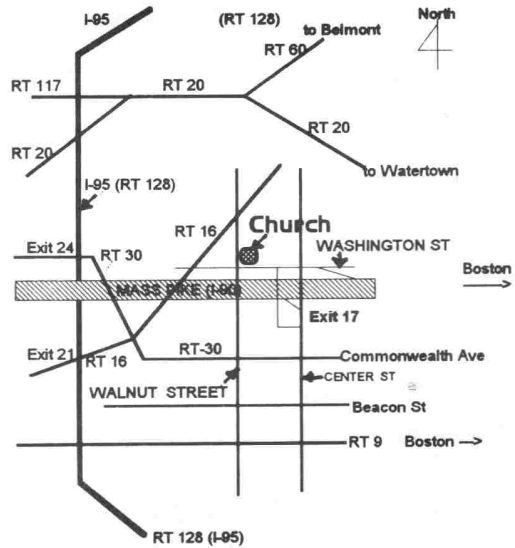 I-95
(RT 128)
to Belmont
North
RT 60
RT 117
RT 20
RT 20
RT 20
to Watertown
I-95 (RT 128)
RT 16
Church
Exit 24
RT 30
WASHINGTON ST
Boston
MASS PIKE (I-90)
Exit 17
Exit 21
RT 16
RT-30
Commonwealth Ave
WALNUT STREET
CENTER ST
Beacon St
RT 9
Boston
RT 128 (I-95)